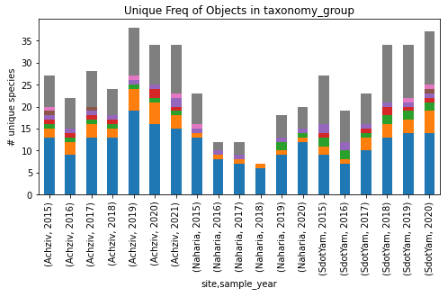 Unique Freq of Objects in taxonomy_group
# unique species
35
30
25
20
15
10
5
0
(Achziv, 2015)
(Achziv, 2016)
(Achziv, 2017)
(Achziv, 2018)
(Achziv, 2019)
(Achziv, 2020)
(Achziv, 2021)
(Naharia, 2015)
(Naharia, 2016)
(Naharia, 2017)
(Naharia, 2018)
(Naharia, 2019)
(Naharia, 2020)
(SdotYam, 2015)
(SdotYam, 2016)
(SdotYam, 2017)
(SdotYam, 2018)
(SdotYam, 2019)
(SdotYam, 2020)
site,sample_year